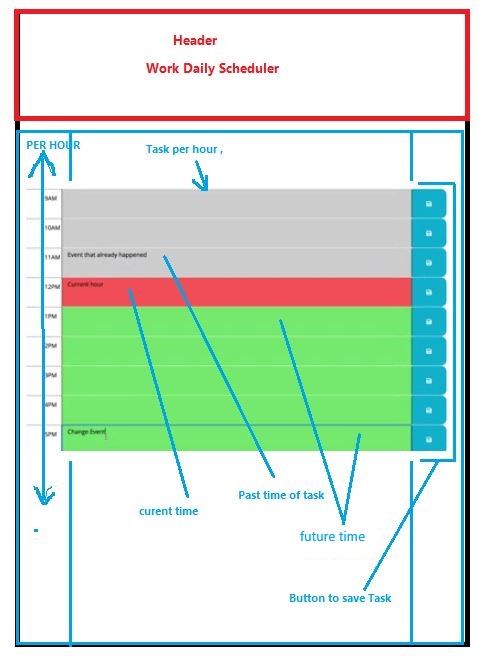 Header
Work Daily Scheduler
PER HOUR
Task per hour ,
9AM
10AM
11AM Event that already happened
12PM Current hour
1PM
2PM
3PM
4PM
5PM Change Event
Past time of task
curent time
future time
Button to save Task